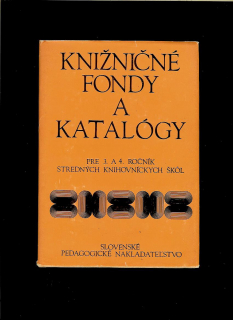 KNIŽNIČNÉ
FONDY
A
KATALÓGY
PRE 3. A 4. ROČNÍK
STREDNÝCH KNIHOVNÍCKYCH ŠKÔL
SLOVENSKÉ
PEDAGOGICKÉ NAKLADATEĽSTVO